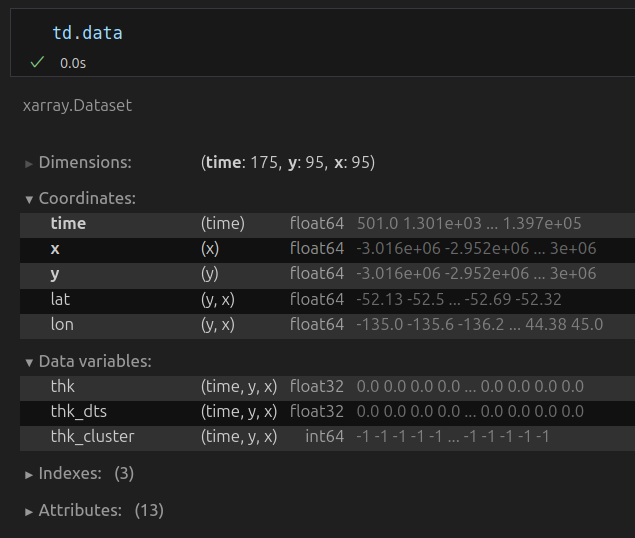 td.data
0.0s
xarray.Dataset
Dimensions: (time: 175, y: 95, x: 95)
Coordinates:
time (time) float64 501.0 1.301e+03 ... 1.397e+05
x (x) float64 -3.016e+06 -2.952e+06 ... 3e+06
y (y) float64 -3.016e+06 -2.952e+06 ... 3e+06
lat (y, x) float64 -52.13 -52.5 ... -52.69 -52.32
lon (y, x) float64 -135.0 -135.6 -136.2 ... 44.38 45.0
Data variables:
thk (time, y, x) float32 0.0 0.0 0.0 0.0 ... 0.0 0.0 0.0 0.0
thk_dts (time, y, x) float32 0.0 0.0 0.0 0.0 ... 0.0 0.0 0.0 0.0
thk_cluster (time, y, x) int64 -1 -1 -1 -1 -1 ... -1 -1 -1 -1 -1
Indexes: (3)
Attributes: (13)